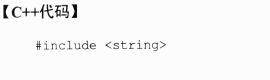 【C++代码】
#include <string>